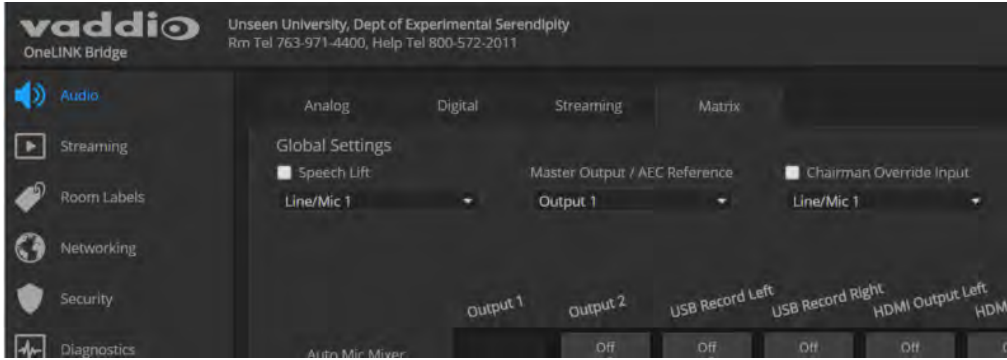 vaddio
OneLINK Bridge
Unseen University, Dept of Experimental Serendipity
Rm Tel 763-971-4400, Help Tel 800-572-2011
Audio
Streaming
Room Labels
Networking
Security
Diagnostics
Analog Digital Streaming Matrix
Global Settings
Speech Lift Master Output / AEC Reference Chairman Override Input
Line/Mic 1 Output 1 Line/Mic 1
Output 1 Output 2 USB Record Left USB Record Right HDMI Output Left HDM
Auto Mic Mixer Off Off Off Off